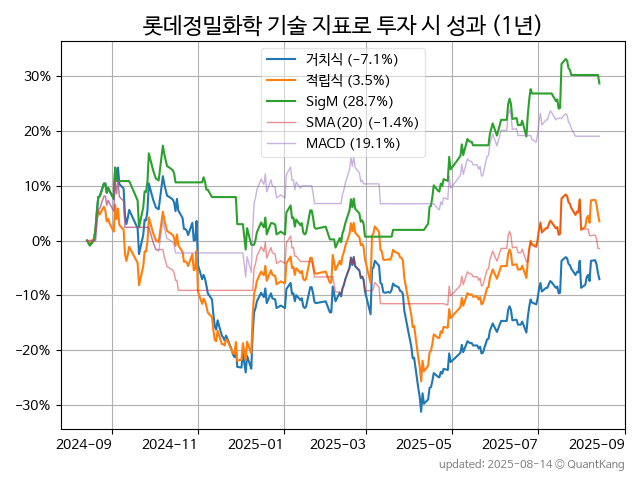 롯데정밀화학 기술 지표로 투자 시 성과 (1년)
거치식 (−7.1%)
적립식 (3.5%)
SigM (28.7%)
SMA(20) (−1.4%)
MACD (19.1%)
30%
20%
10%
0%
−10%
−20%
−30%
2024-09 2024-11 2025-01 2025-03 2025-05 2025-07 2025-09
updated: 2025-08-14 © QuantKang